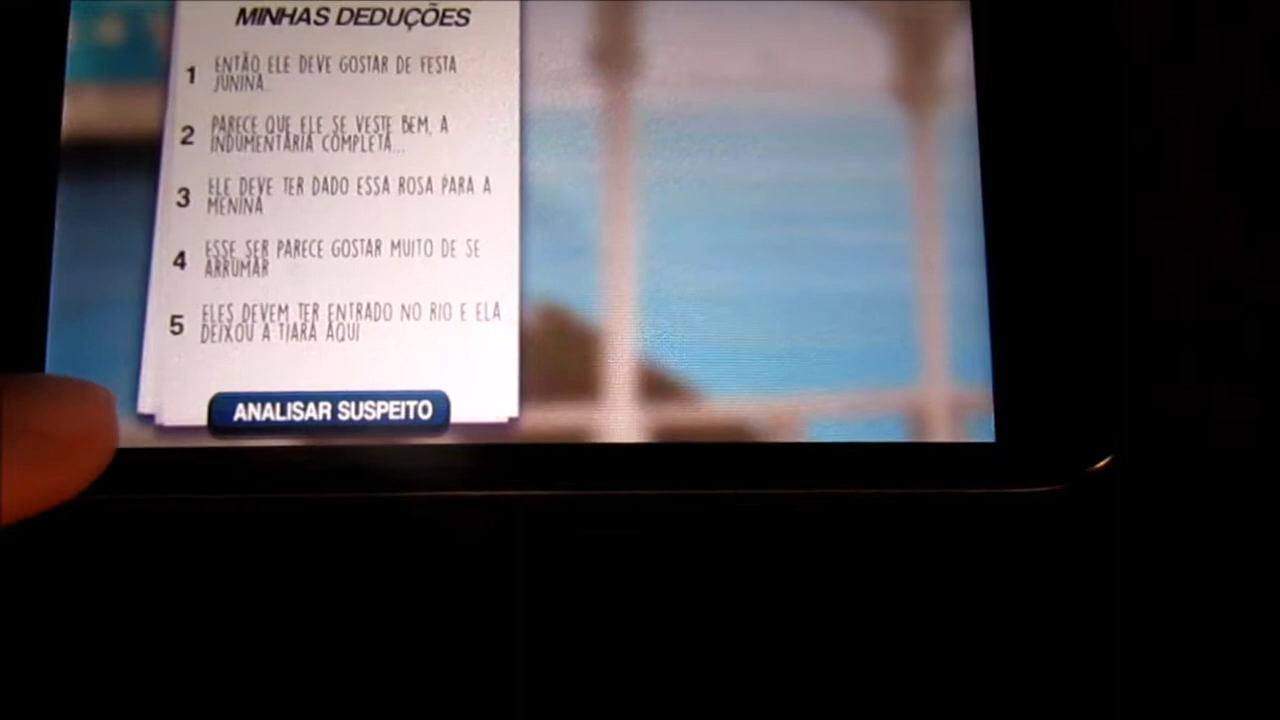 MINHAS DEDUÇÕES
1 ENTÃO ELE DEVE GOSTAR DE FESTA
JUNINA...
2 PARECE QUE ELE SE VESTE BEM, A
INDUMENTÁRIA COMPLETA...
3 ELE DEVE TER DADO ESSA ROSA PARA A
MENINA
4 ESSE SER PARECE GOSTAR MUITO DE SE
ARRUMAR
5 ELES DEVEM TER ENTRADO NO RIO E ELA
DEIXOU A TIARA AQUI
ANALISAR SUSPEITO